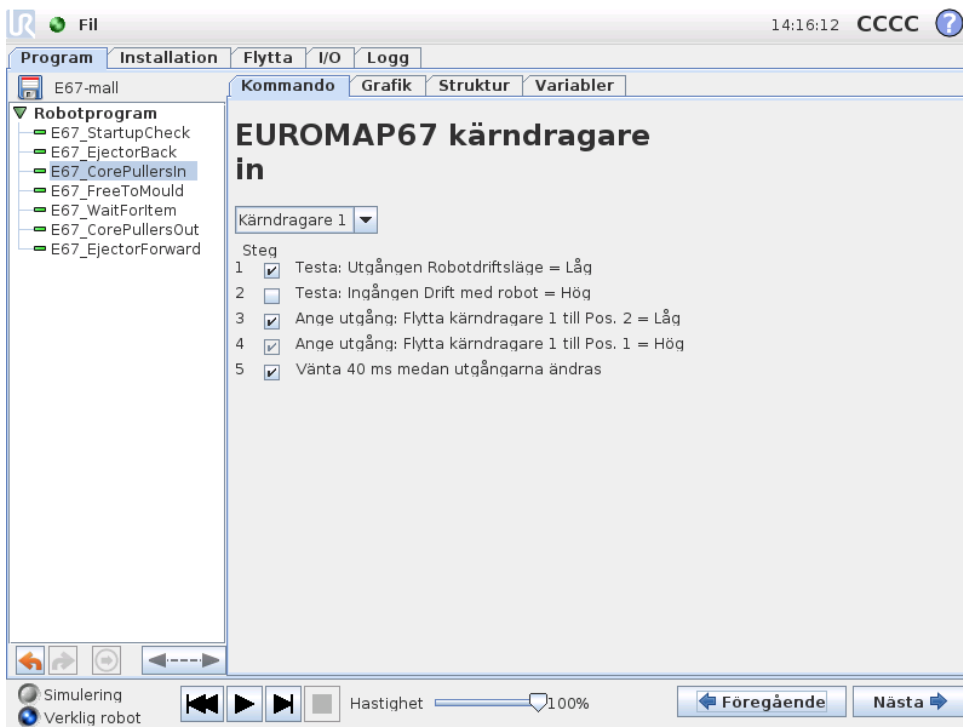 UR Fil 14:16:12 CCCC ?
Program Installation Flytta I/O Logg
E67-mall
Kommando Grafik Struktur Variabler
Robotprogram
E67_StartupCheck
E67_EjectorBack
E67_CorePullersIn
E67_FreeToMould
E67_WaitForItem
E67_CorePullersOut
E67_EjectorForward
EUROMAP67 kärndragare
in
Kärndragare 1
Steg
1 Testa: Utgången Robotdriftsläge = Låg
2 Testa: Ingången Drift med robot = Hög
3 Ange utgång: Flytta kärndragare 1 till Pos. 2 = Låg
4 Ange utgång: Flytta kärndragare 1 till Pos. 1 = Hög
5 Vänta 40 ms medan utgångarna ändras
Simulering
Verklig robot
Hastighet 100%
Föregående Nästa